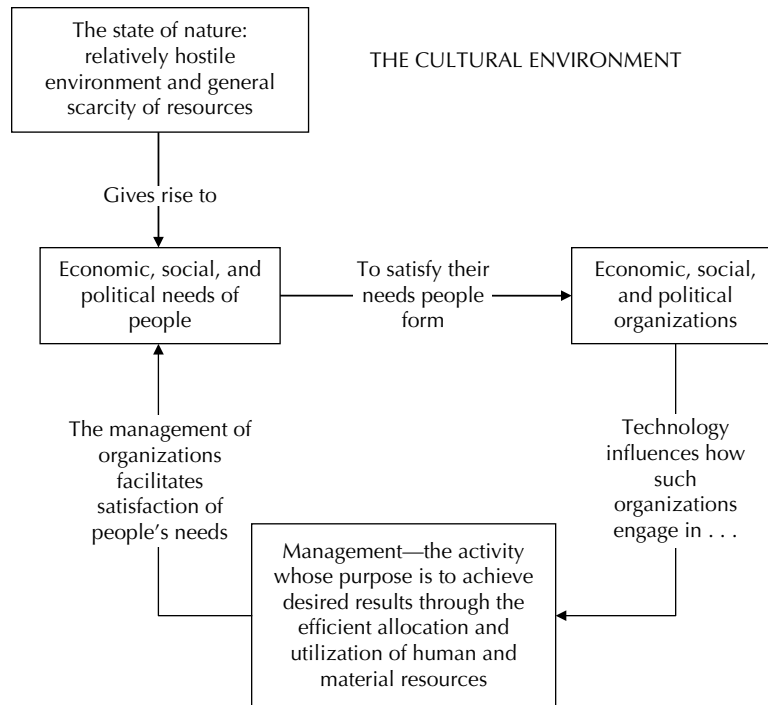 The state of nature:
relatively hostile
environment and general
scarcity of resources
THE CULTURAL ENVIRONMENT
Gives rise to
Economic, social, and
political needs of
people
To satisfy their
needs people
form
Economic, social,
and political
organizations
The management of
organizations
facilitates
satisfaction of
people’s needs
Technology
influences how
such
organizations
engage in . . .
Management—the activity
whose purpose is to achieve
desired results through the
efficient allocation and
utilization of human and
material resources